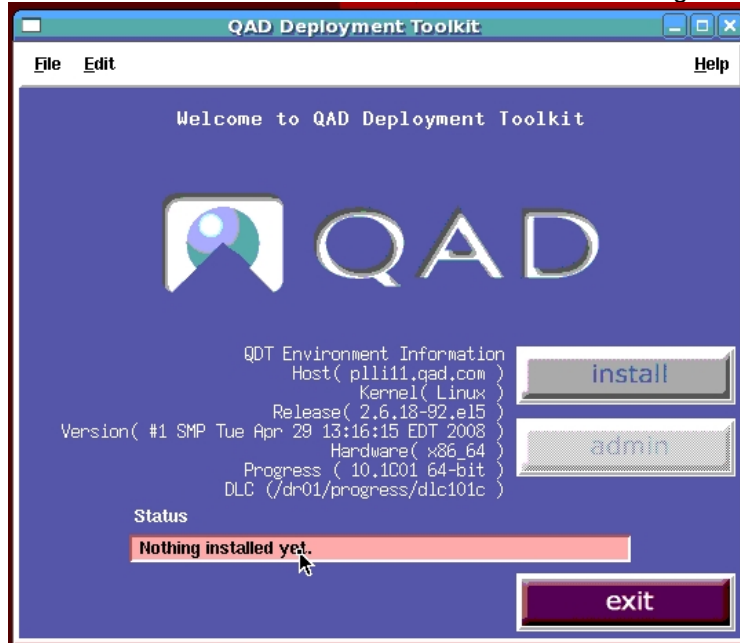 QAD Deployment Toolkit
File Edit Help
Welcome to QAD Deployment Toolkit
QAD
QDT Environment Information
Host( plli11.qad.com )
Kernel( Linux )
Release( 2.6.18-92.el5 )
Version( #1 SMP Tue Apr 29 13:16:15 EDT 2008 )
Hardware( x86_64 )
Progress ( 10.1C01 64-bit )
DLC (/dr01/progress/dlc101c )
install
admin
Status
Nothing installed yet.
exit